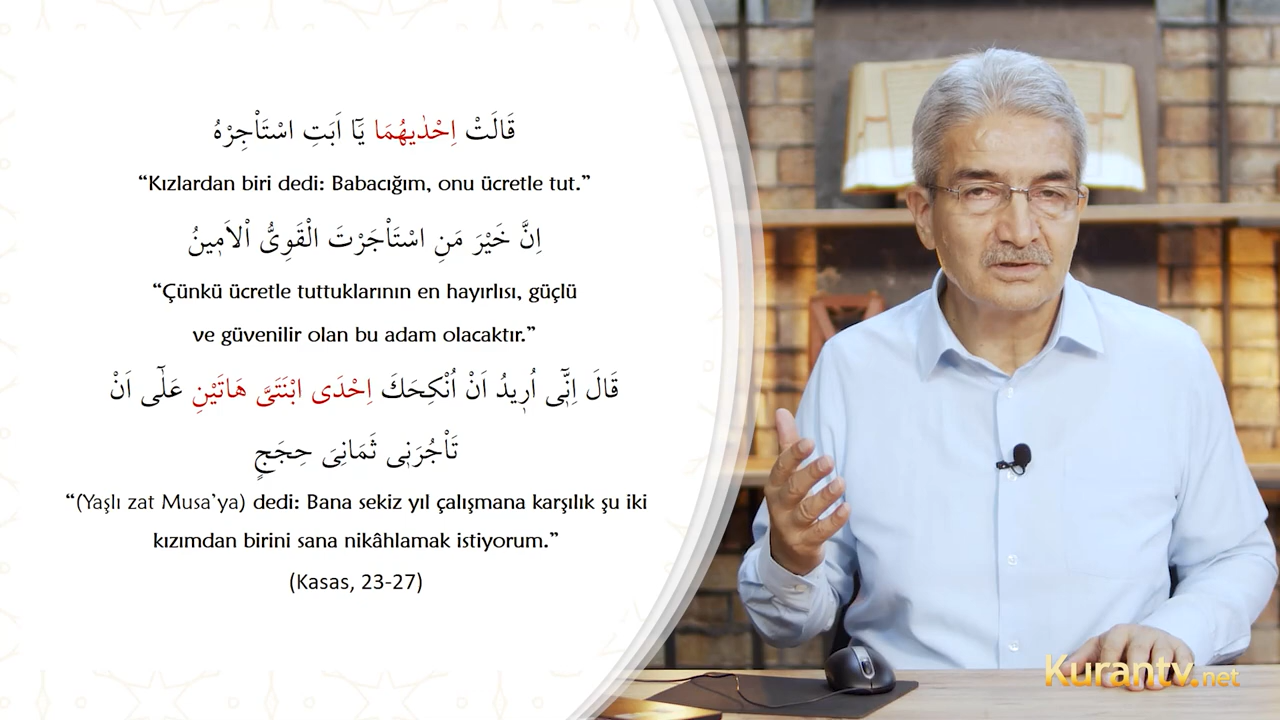 قَالَتْ اِحْدٰيهُمَا يَٓا اَبَتِ اسْتَاْجِرْهُ
“Kızlardan biri dedi: Babacığım, onu ücretle tut.”
اِنَّ خَيْرَ مَنِ اسْتَاْجَرْتَ الْقَوِىُّ اْلاَمٖينُ
“Çünkü ücretle tuttuklarının en hayırlısı, güçlü
ve güvenilir olan bu adam olacaktır.”
قَالَ اِنّٖٓى اُرٖيدُ اَنْ اُنْكِحَكَ اِحْدَى ابْنَتَىَّ هَاتَيْنِ عَلٰٓى اَنْ
تَاْجُرَنٖى ثَمَانِىَ حِجَجٍ
“(Yaşlı zat Musa’ya) dedi: Bana sekiz yıl çalışmana karşılık şu iki
kızımdan birini sana nikâhlamak istiyorum.”
(Kasas, 23-27)
Kurantv.net